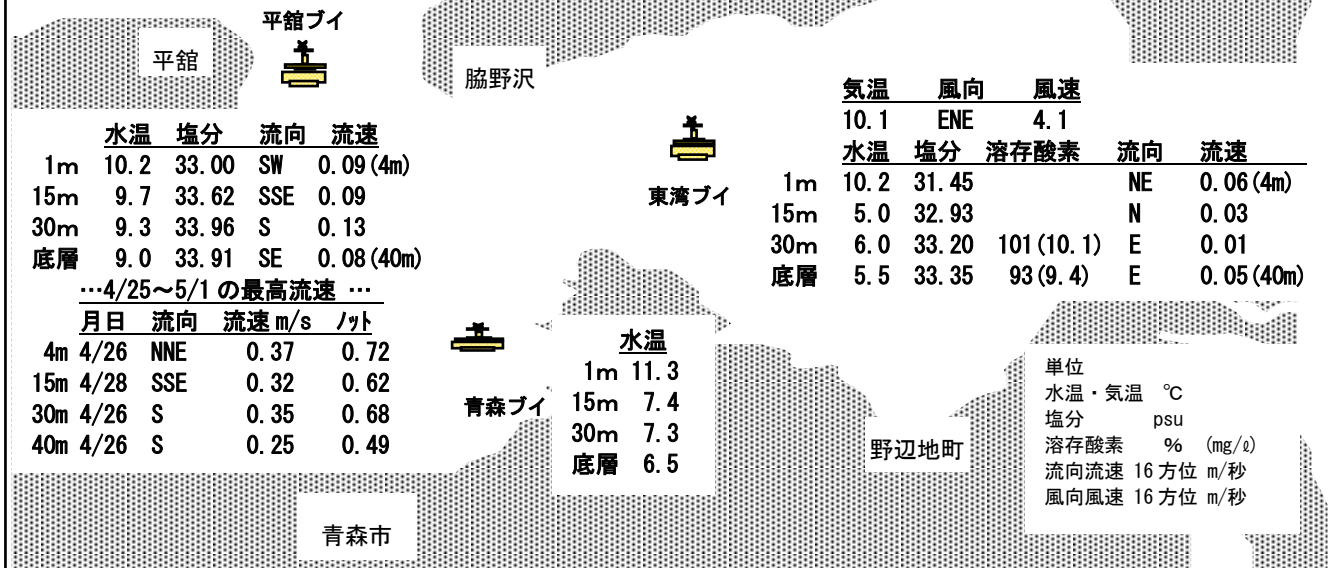 平舘ブイ
平舘
脇野沢
水温 塩分 流向 流速
1m 10.2 33.00 SW 0.09(4m)
15m 9.7 33.62 SSE 0.09
30m 9.3 33.96 S 0.13
底層 9.0 33.91 SE 0.08(40m)
…4/25～5/1の最高流速 …
月日 流向 流速m/s ノット
4m 4/26 NNE 0.37 0.72
15m 4/28 SSE 0.32 0.62
30m 4/26 S 0.35 0.68
40m 4/26 S 0.25 0.49
東湾ブイ
気温 風向 風速
10.1 ENE 4.1
水温 塩分 溶存酸素 流向 流速
1m 10.2 31.45 NE 0.06(4m)
15m 5.0 32.93 N 0.03
30m 6.0 33.20 101(10.1) E 0.01
底層 5.5 33.35 93(9.4) E 0.05(40m)
青森ブイ
水温
1m 11.3
15m 7.4
30m 7.3
底層 6.5
野辺地町
単位
水温・気温 ℃
塩分 psu
溶存酸素 % (mg/ℓ)
流向流速 16方位 m/秒
風向風速 16方位 m/秒
青森市